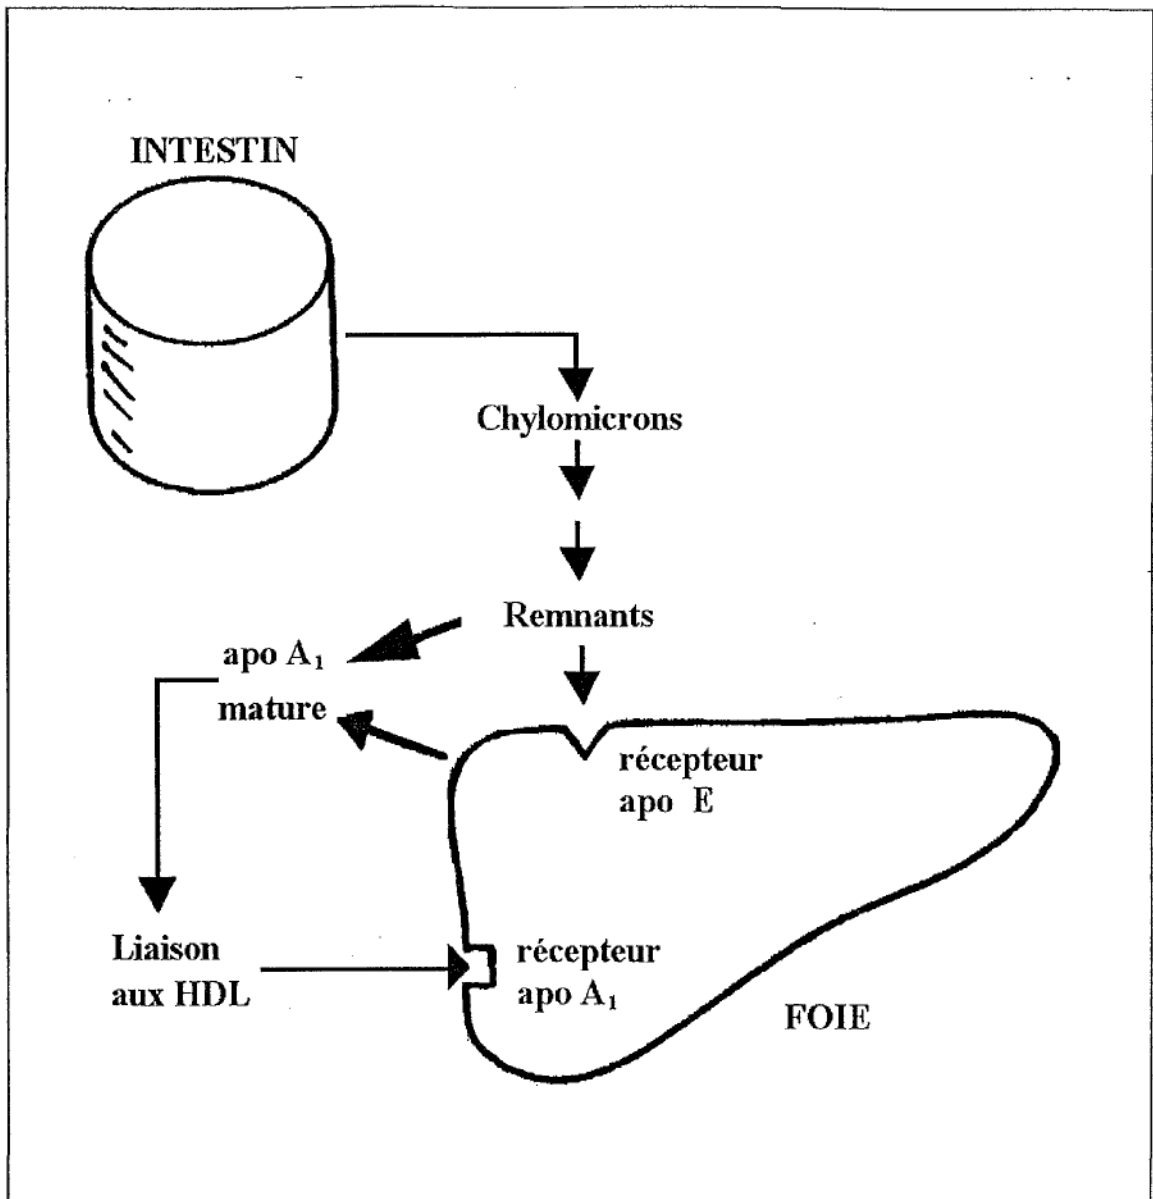 INTESTIN
Chylomicrons
Remnants
apo A₁
mature
récepteur
apo E
Liaison
aux HDL
récepteur
apo A₁
FOIE